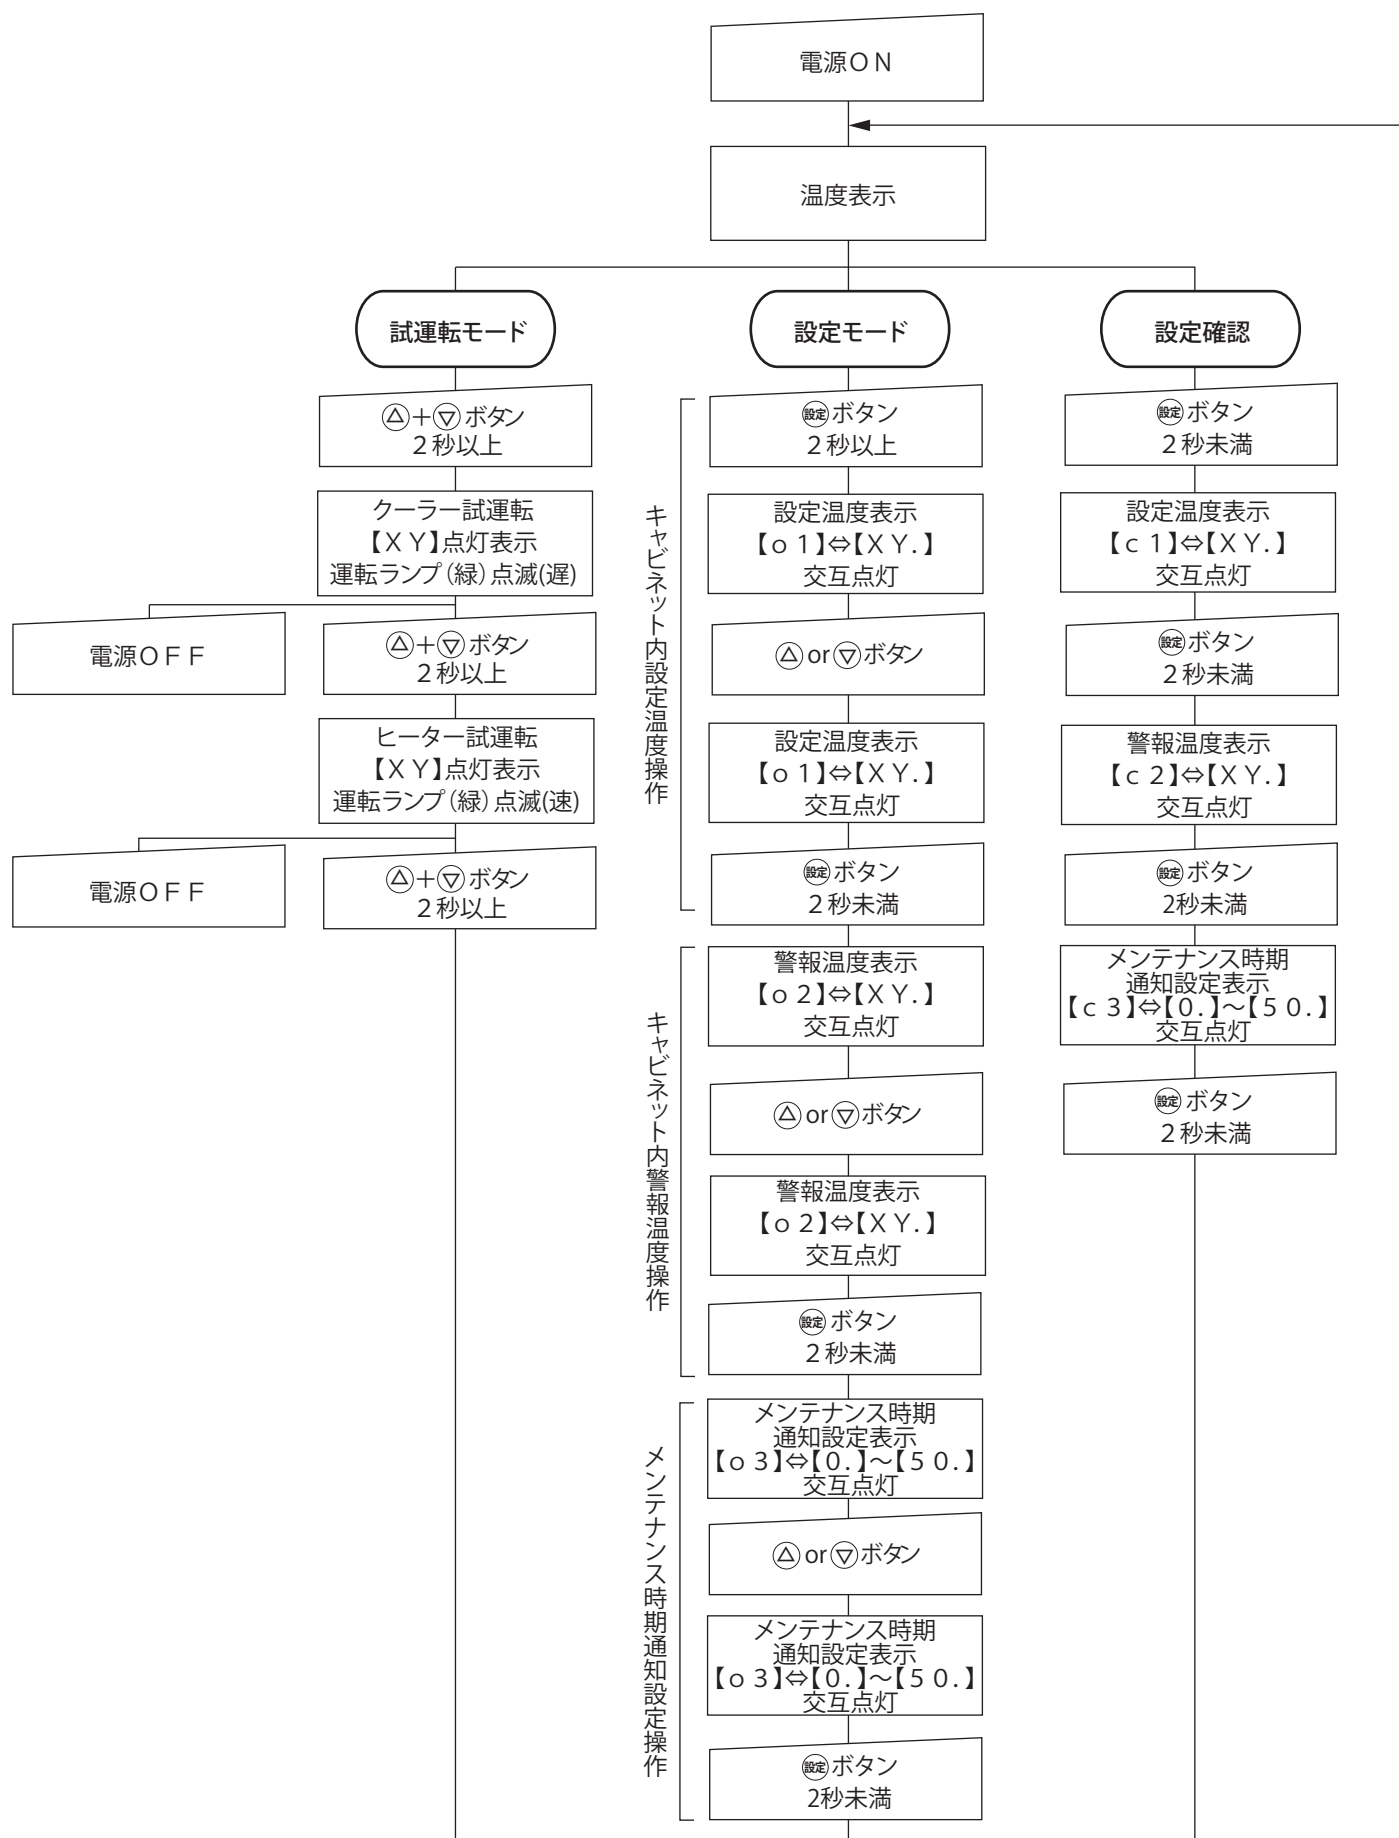 電源ＯＮ
温度表示
試運転モード
△＋▽ボタン
２秒以上
クーラー試運転
【ＸＹ】点灯表示
運転ランプ（緑）点滅(遅)
電源ＯＦＦ
△＋▽ボタン
２秒以上
ヒーター試運転
【ＸＹ】点灯表示
運転ランプ（緑）点滅(速)
電源ＯＦＦ
△＋▽ボタン
２秒以上
設定モード
キャビネット内設定温度操作
設定ボタン
２秒以上
設定温度表示
【ｏ１】⇔【ＸＹ．】
交互点灯
△or▽ボタン
設定温度表示
【ｏ１】⇔【ＸＹ．】
交互点灯
設定ボタン
２秒未満
キャビネット内警報温度操作
警報温度表示
【ｏ２】⇔【ＸＹ．】
交互点灯
△or▽ボタン
警報温度表示
【ｏ２】⇔【ＸＹ．】
交互点灯
設定ボタン
２秒未満
メンテナンス時期通知設定操作
メンテナンス時期
通知設定表示
【ｏ３】⇔【０．】～【５０．】
交互点灯
△or▽ボタン
メンテナンス時期
通知設定表示
【ｏ３】⇔【０．】～【５０．】
交互点灯
設定ボタン
2秒未満
設定確認
設定ボタン
２秒未満
設定温度表示
【ｃ１】⇔【ＸＹ．】
交互点灯
設定ボタン
２秒未満
警報温度表示
【ｃ２】⇔【ＸＹ．】
交互点灯
設定ボタン
2秒未満
メンテナンス時期
通知設定表示
【ｃ３】⇔【０．】～【５０．】
交互点灯
設定ボタン
２秒未満